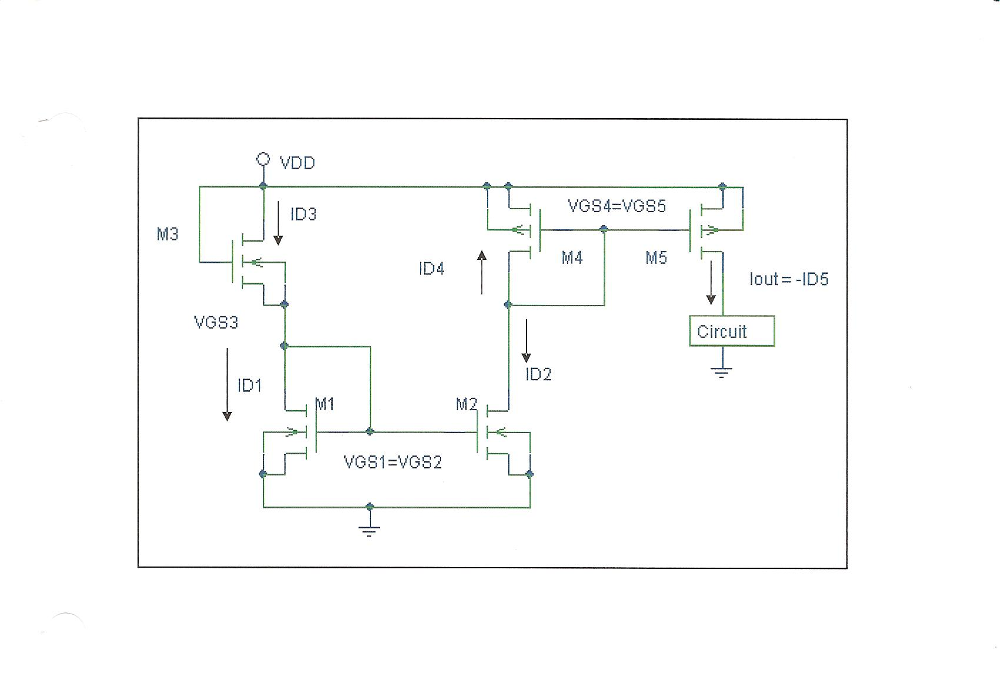 VDD
ID3
M3
VGS4=VGS5
M4
M5
ID4
Iout = -ID5
VGS3
Circuit
ID1
ID2
M1
M2
VGS1=VGS2